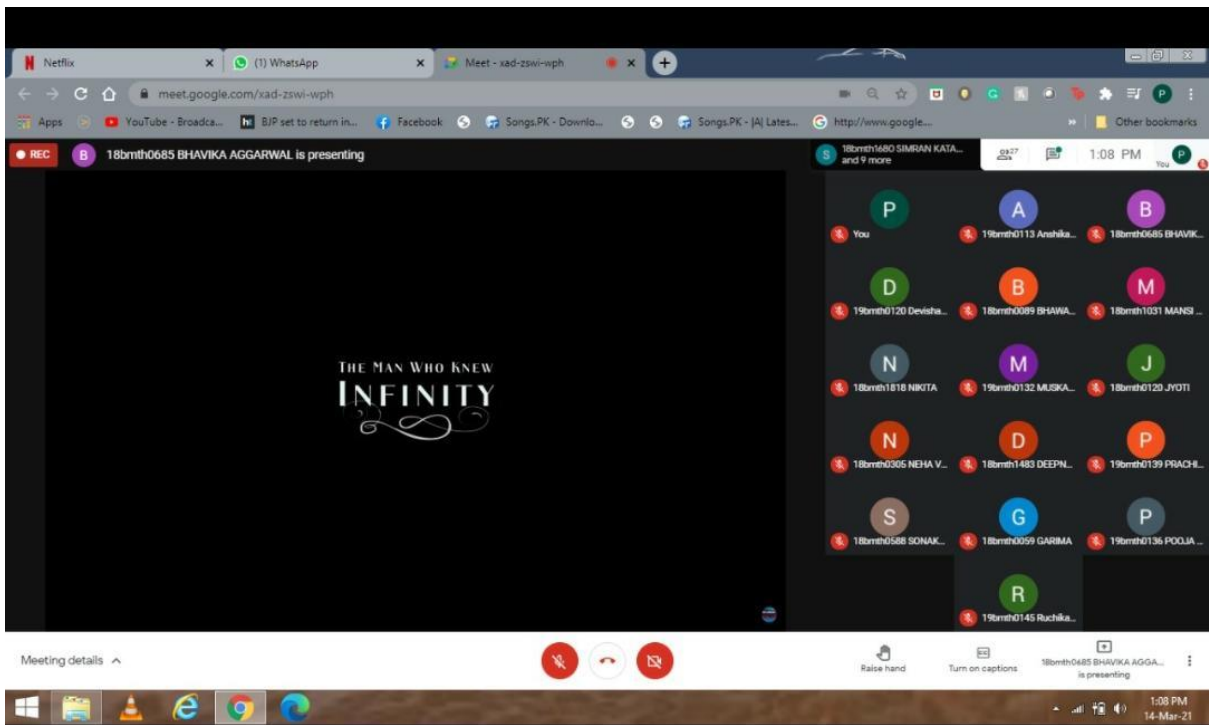 Netflix
(1) WhatsApp
Meet - xad-zswi-wph
meet.google.com/xad-zswi-wph
Apps
YouTube - Broadca...
BJP set to return in...
Facebook
Songs.PK - Downlo...
Songs.PK - |A| Lates...
http://www.google...
Other bookmarks
REC
B
18bmth0685 BHAVIKA AGGARWAL is presenting
S
18bmth1680 SIMRAN KATA...
and 9 more
27
1:08 PM
You
P
THE MAN WHO KNEW
INFINITY
P
You
A
19bmth0113 Anshika...
B
18bmth0685 BHAVIK...
D
19bmth0120 Devisha...
B
18bmth0089 BHAWA...
M
18bmth1031 MANSI ...
N
18bmth1818 NIKITA
M
19bmth0132 MUSKA...
J
18bmth0120 JYOTI
N
18bmth0305 NEHA V...
D
18bmth1483 DEEPN...
P
19bmth0139 PRACHI...
S
18bmth0588 SONAK...
G
18bmth0059 GARIMA
P
19bmth0136 POOJA ...
R
19bmth0145 Ruchika...
Meeting details
Raise hand
Turn on captions
18bmth0685 BHAVIKA AGGA...
is presenting
1:08 PM
14-Mar-21